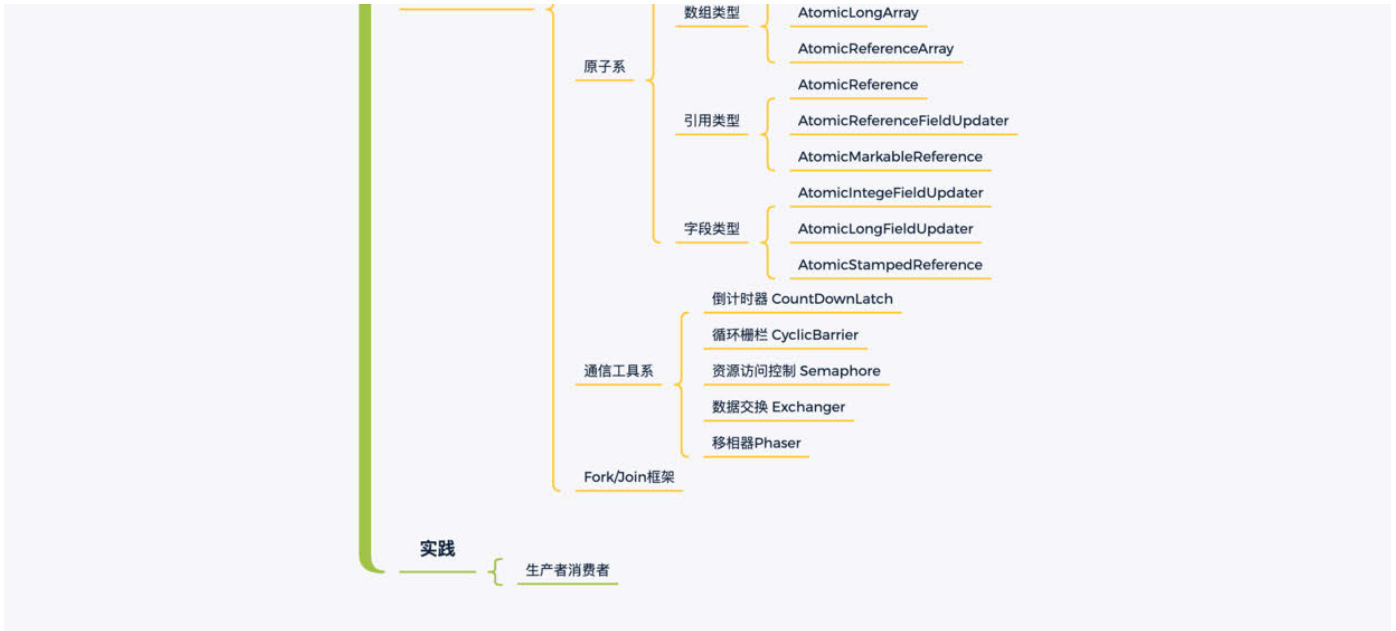 数组类型
AtomicLongArray
AtomicReferenceArray
原子系
AtomicReference
引用类型
AtomicReferenceFieldUpdater
AtomicMarkableReference
AtomicIntegeFieldUpdater
字段类型
AtomicLongFieldUpdater
AtomicStampedReference
倒计时器 CountDownLatch
循环栅栏 CyclicBarrier
通信工具系
资源访问控制 Semaphore
数据交换 Exchanger
移相器Phaser
Fork/Join框架
实践
生产者消费者